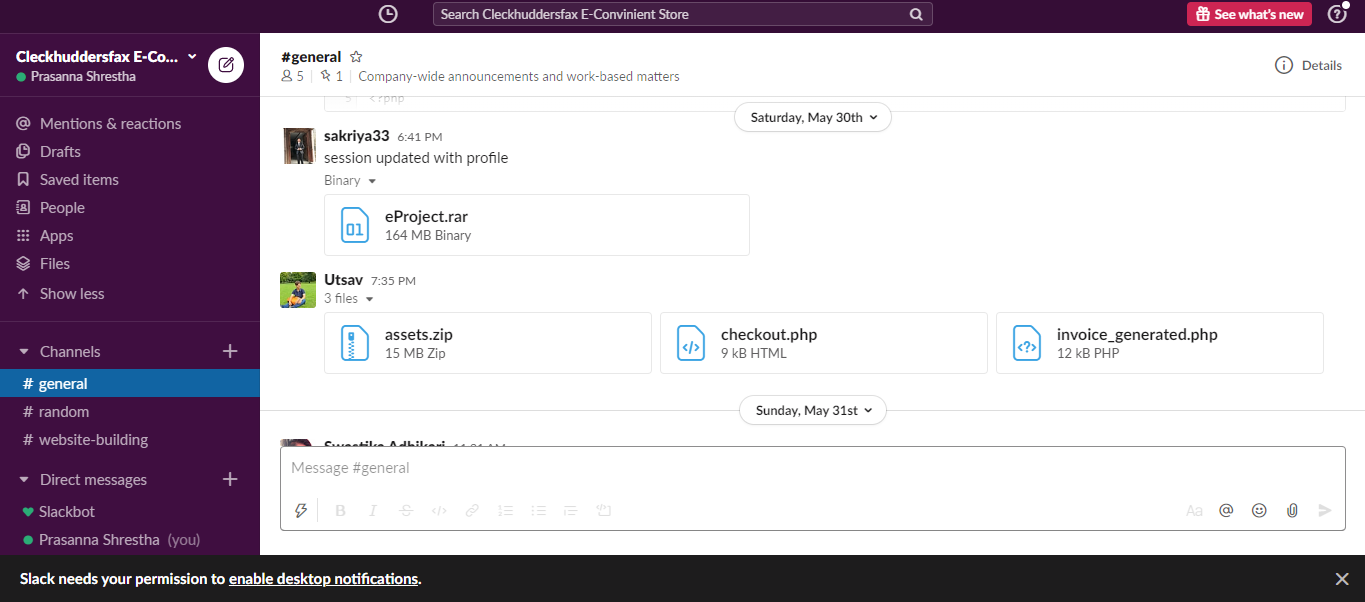 Search Cleckhuddersfax E-Convinient Store
See what's new
Cleckhuddersfax E-Co...
Prasanna Shrestha
Mentions & reactions
Drafts
Saved items
People
Apps
Files
Show less
Channels
# general
# random
# website-building
Direct messages
Slackbot
Prasanna Shrestha (you)
#general
5 | 1 | Company-wide announcements and work-based matters
Details
5 <?php
Saturday, May 30th
sakriya33 6:41 PM
session updated with profile
Binary
01
eProject.rar
164 MB Binary
Utsav 7:35 PM
3 files
assets.zip
15 MB Zip
checkout.php
9 kB HTML
invoice_generated.php
12 kB PHP
Sunday, May 31st
Swastika Adhikari
Message #general
B I S </> Aa @
Slack needs your permission to enable desktop notifications.